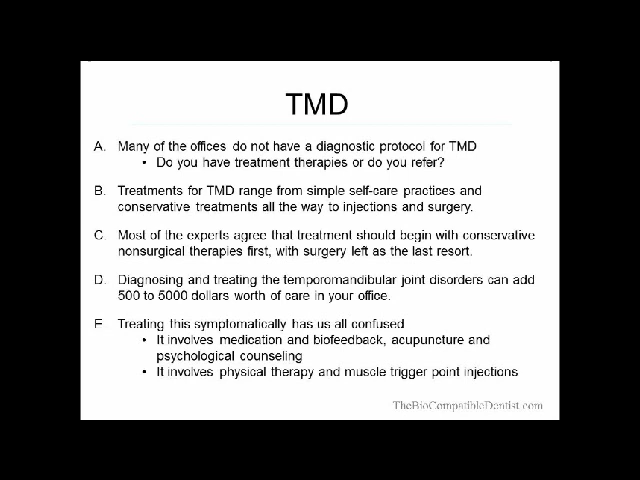 TMD
A. Many of the offices do not have a diagnostic protocol for TMD
• Do you have treatment therapies or do you refer?
B. Treatments for TMD range from simple self-care practices and
conservative treatments all the way to injections and surgery.
C. Most of the experts agree that treatment should begin with conservative
nonsurgical therapies first, with surgery left as the last resort.
D. Diagnosing and treating the temporomandibular joint disorders can add
500 to 5000 dollars worth of care in your office.
E. Treating this symptomatically has us all confused
• It involves medication and biofeedback, acupuncture and
psychological counseling
• It involves physical therapy and muscle trigger point injections
TheBioCompatibleDentist.com